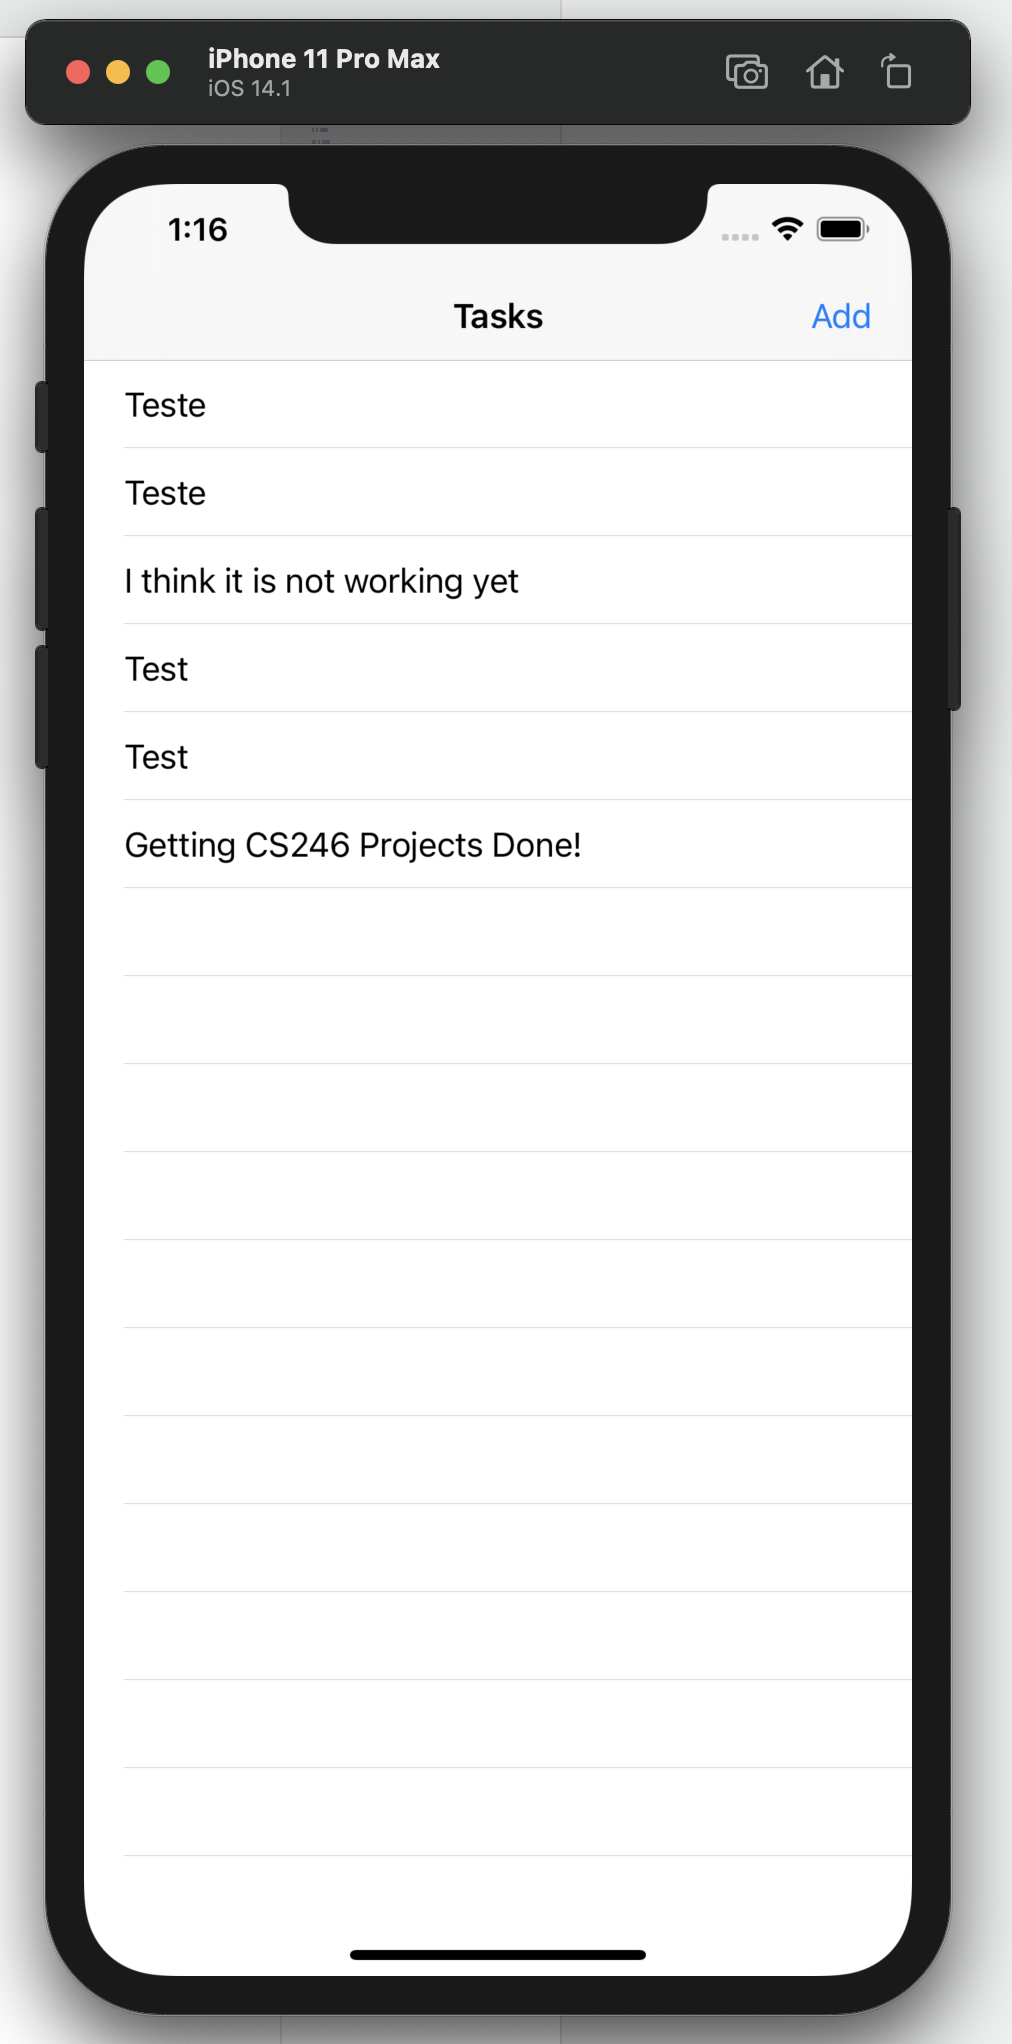 iPhone 11 Pro Max
iOS 14.1
1:16
Tasks
Add
Teste
Teste
I think it is not working yet
Test
Test
Getting CS246 Projects Done!